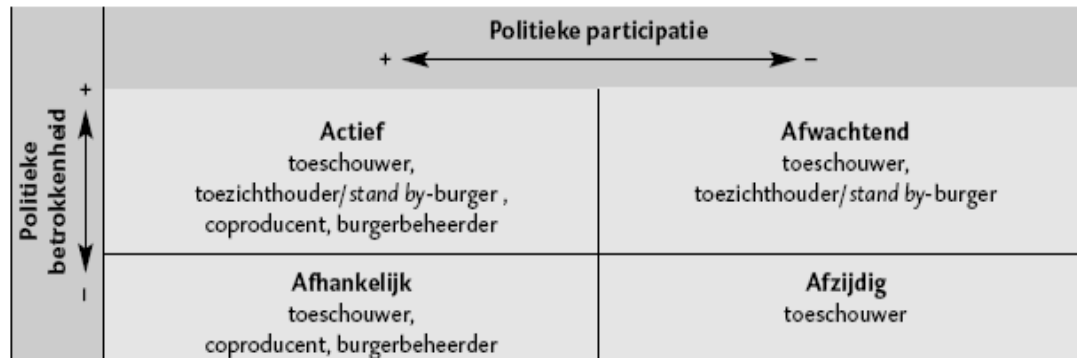 Politieke participatie
+ –
Politieke
betrokkenheid
+
–
Actief
toeschouwer,
toezichthouder/stand by-burger ,
coproducent, burgerbeheerder
Afwachtend
toeschouwer,
toezichthouder/stand by-burger
Afhankelijk
toeschouwer,
coproducent, burgerbeheerder
Afzijdig
toeschouwer